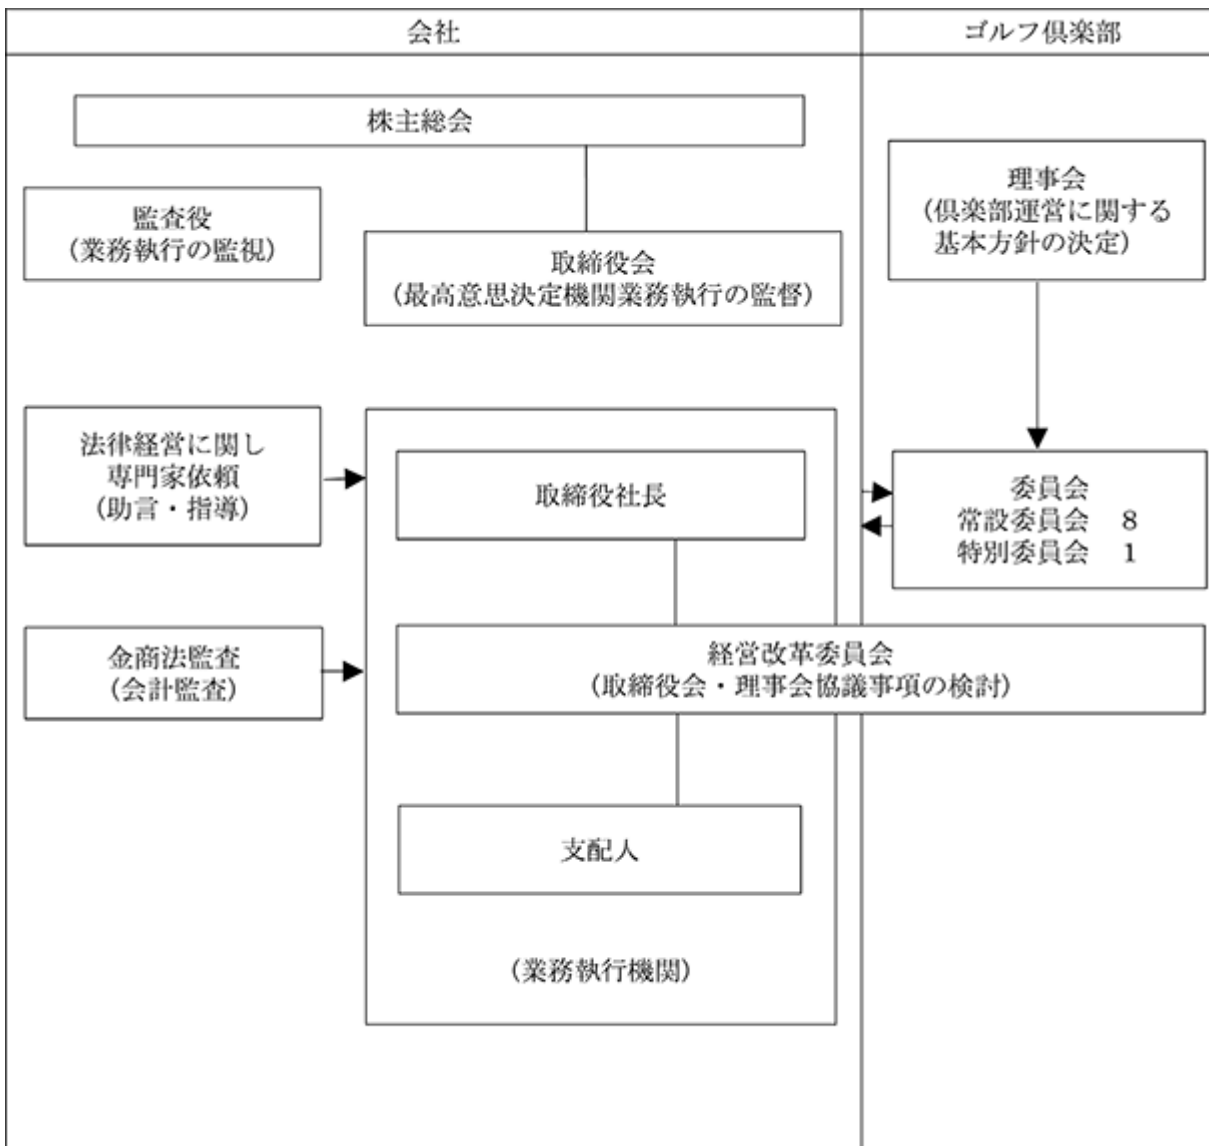 会社
ゴルフ倶楽部
株主総会
監査役
(業務執行の監視)
取締役会
(最高意思決定機関業務執行の監督)
理事会
(倶楽部運営に関する
基本方針の決定)
法律経営に関し
専門家依頼
(助言・指導)
取締役社長
委員会
常設委員会 8
特別委員会 1
金商法監査
(会計監査)
経営改革委員会
(取締役会・理事会協議事項の検討)
支配人
(業務執行機関)